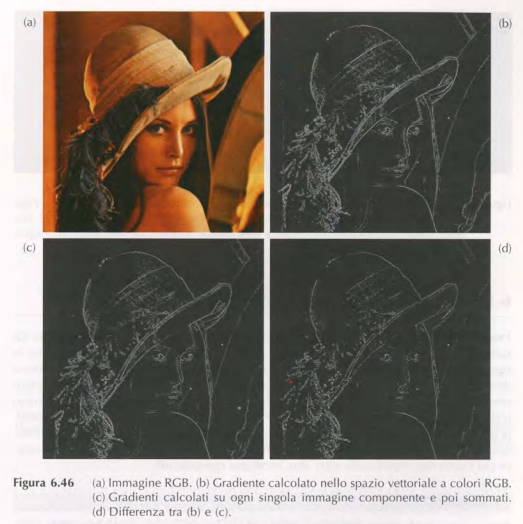 (a)
(b)
(c)
(d)
Figura 6.46 (a) Immagine RGB. (b) Gradiente calcolato nello spazio vettoriale a colori RGB.
(c) Gradienti calcolati su ogni singola immagine componente e poi sommati.
(d) Differenza tra (b) e (c).